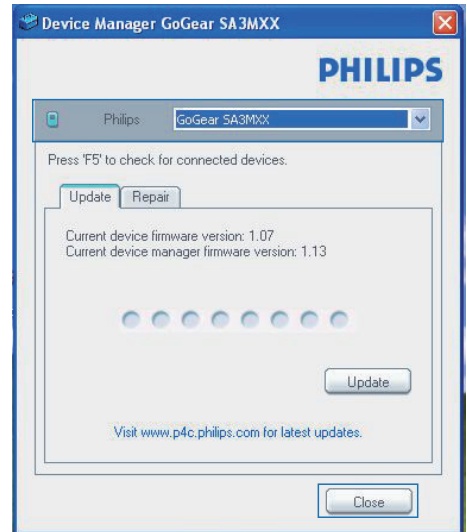 Device Manager GoGear SA3MXX
PHILIPS
Philips GoGear SA3MXX
Press 'F5' to check for connected devices.
Update Repair
Current device firmware version: 1.07
Current device manager firmware version: 1.13
Update
Visit www.p4c.philips.com for latest updates.
Close